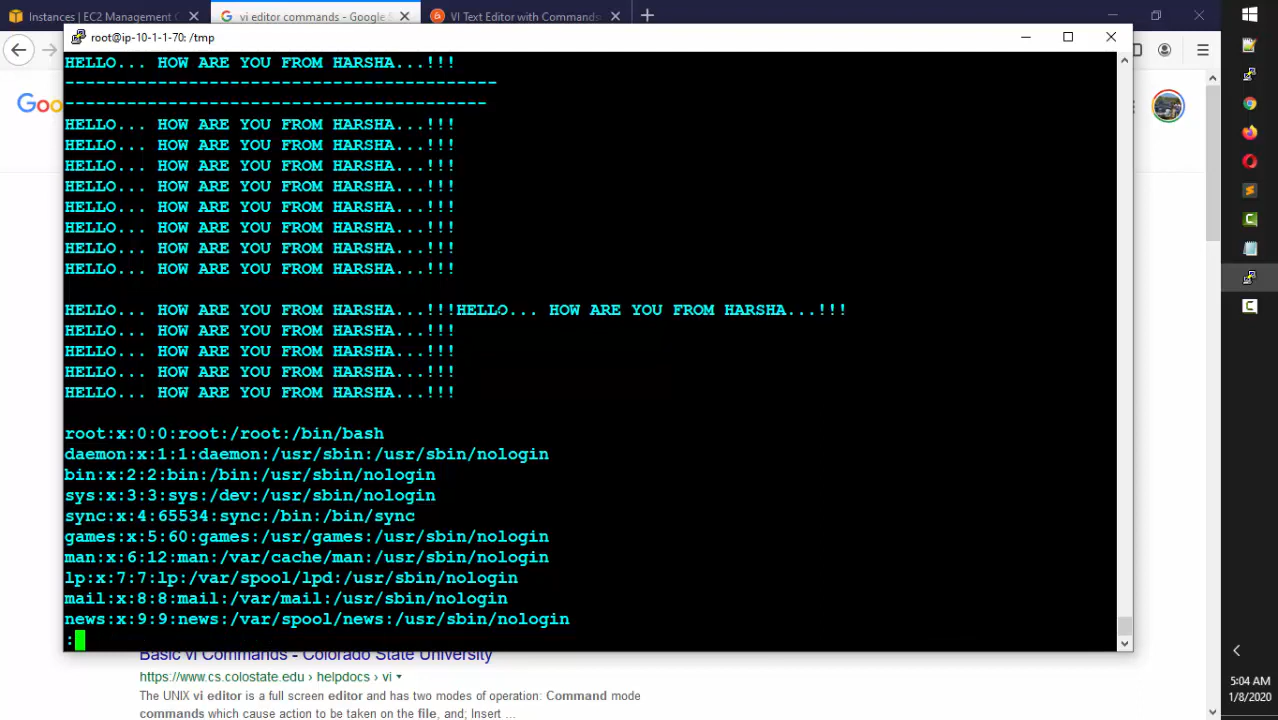 Instances | EC2 Management C
vi editor commands - Google S
VI Text Editor with Commands
root@ip-10-1-1-70: /tmp
HELLO... HOW ARE YOU FROM HARSHA...!!!
------------------------------------------
-----------------------------------------
HELLO... HOW ARE YOU FROM HARSHA...!!!
HELLO... HOW ARE YOU FROM HARSHA...!!!
HELLO... HOW ARE YOU FROM HARSHA...!!!
HELLO... HOW ARE YOU FROM HARSHA...!!!
HELLO... HOW ARE YOU FROM HARSHA...!!!
HELLO... HOW ARE YOU FROM HARSHA...!!!
HELLO... HOW ARE YOU FROM HARSHA...!!!
HELLO... HOW ARE YOU FROM HARSHA...!!!
HELLO... HOW ARE YOU FROM HARSHA...!!!HELLO... HOW ARE YOU FROM HARSHA...!!!
HELLO... HOW ARE YOU FROM HARSHA...!!!
HELLO... HOW ARE YOU FROM HARSHA...!!!
HELLO... HOW ARE YOU FROM HARSHA...!!!
HELLO... HOW ARE YOU FROM HARSHA...!!!
root:x:0:0:root:/root:/bin/bash
daemon:x:1:1:daemon:/usr/sbin:/usr/sbin/nologin
bin:x:2:2:bin:/bin:/usr/sbin/nologin
sys:x:3:3:sys:/dev:/usr/sbin/nologin
sync:x:4:65534:sync:/bin:/bin/sync
games:x:5:60:games:/usr/games:/usr/sbin/nologin
man:x:6:12:man:/var/cache/man:/usr/sbin/nologin
lp:x:7:7:lp:/var/spool/lpd:/usr/sbin/nologin
mail:x:8:8:mail:/var/mail:/usr/sbin/nologin
news:x:9:9:news:/var/spool/news:/usr/sbin/nologin
:
Goo
Basic vi Commands - Colorado State University
https://www.cs.colostate.edu › helpdocs › vi
The UNIX vi editor is a full screen editor and has two modes of operation: Command mode
commands which cause action to be taken on the file, and; Insert ...
5:04 AM
1/8/2020